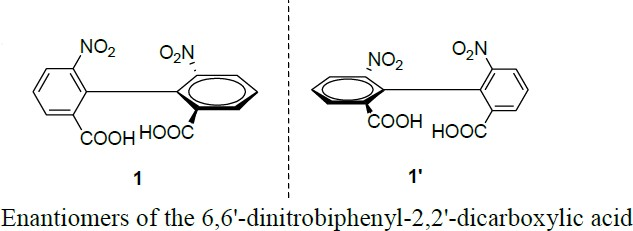 NO2 O2N NO2 O2N
COOH HOOC COOH HOOC
1 1'
Enantiomers of the 6,6'-dinitrobiphenyl-2,2'-dicarboxylic acid